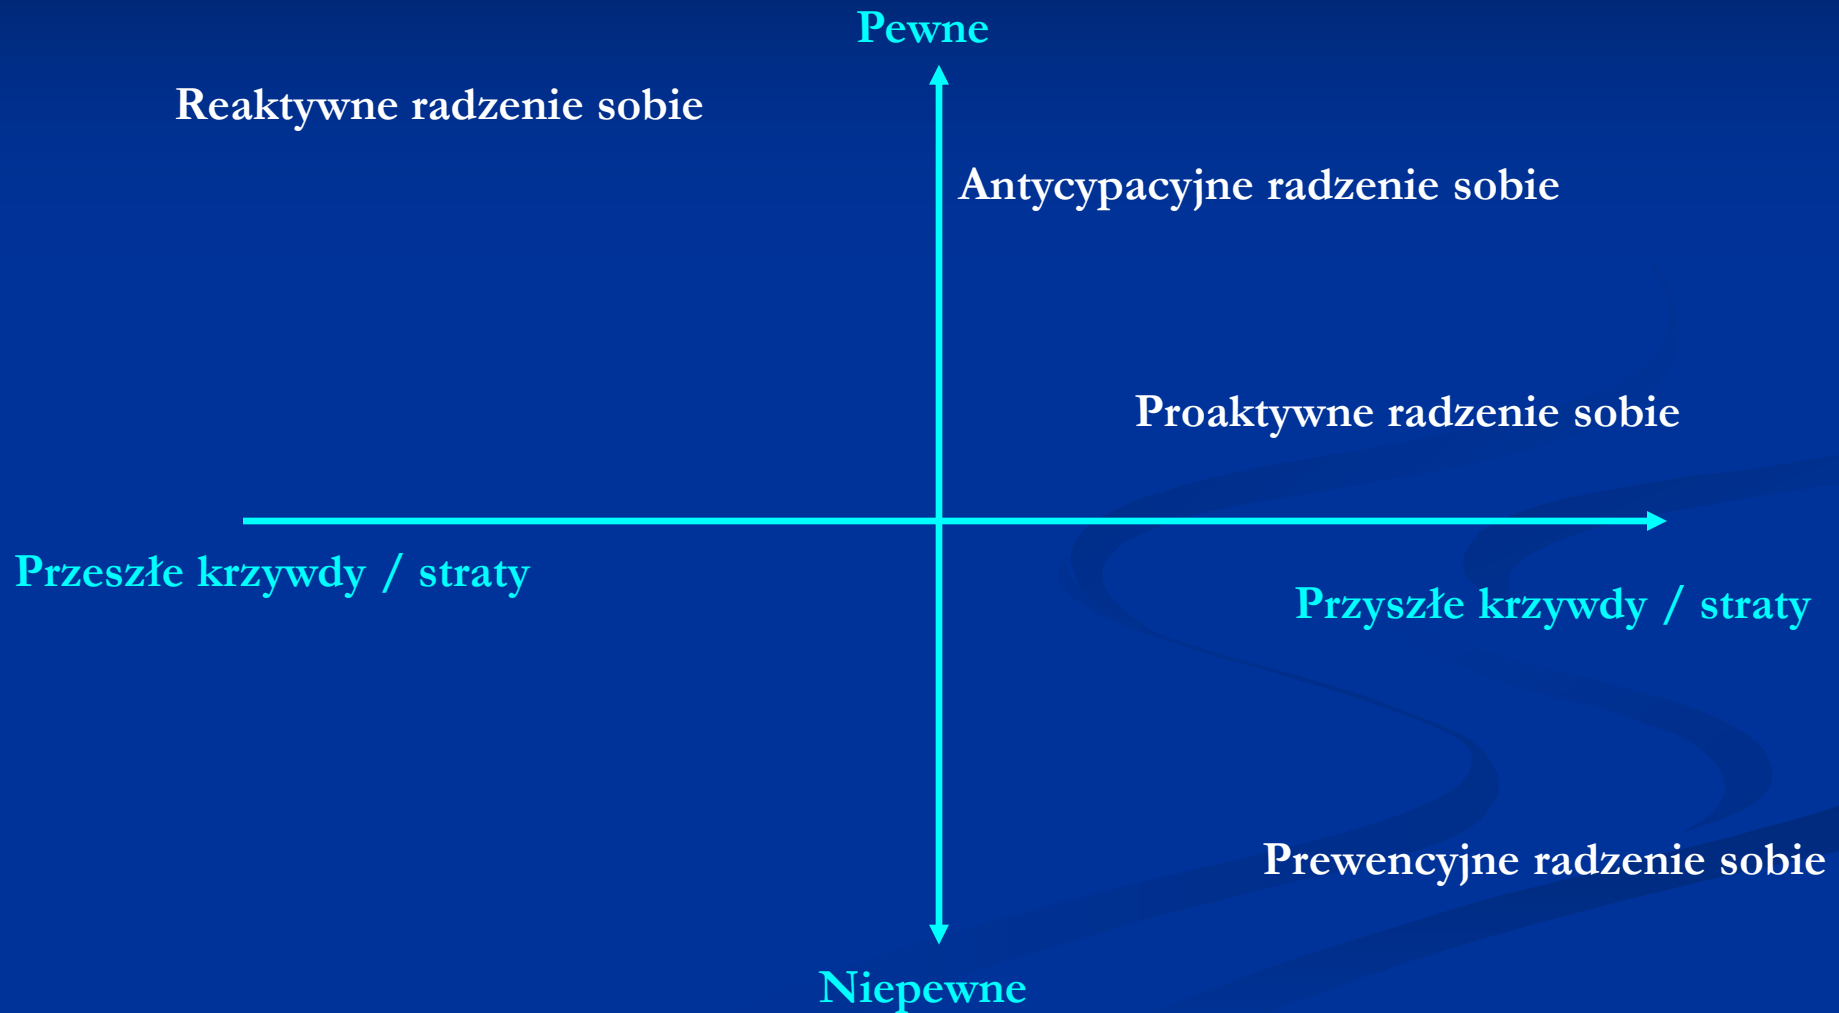 Pewne
Reaktywne radzenie sobie
Antycypacyjne radzenie sobie
Proaktywne radzenie sobie
Przeszłe krzywdy / straty
Przyszłe krzywdy / straty
Prewencyjne radzenie sobie
Niepewne